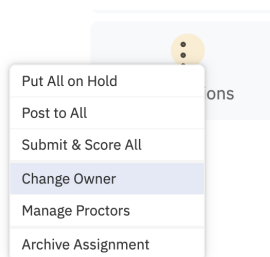 ons
Put All on Hold
Post to All
Submit & Score All
Change Owner
Manage Proctors
Archive Assignment